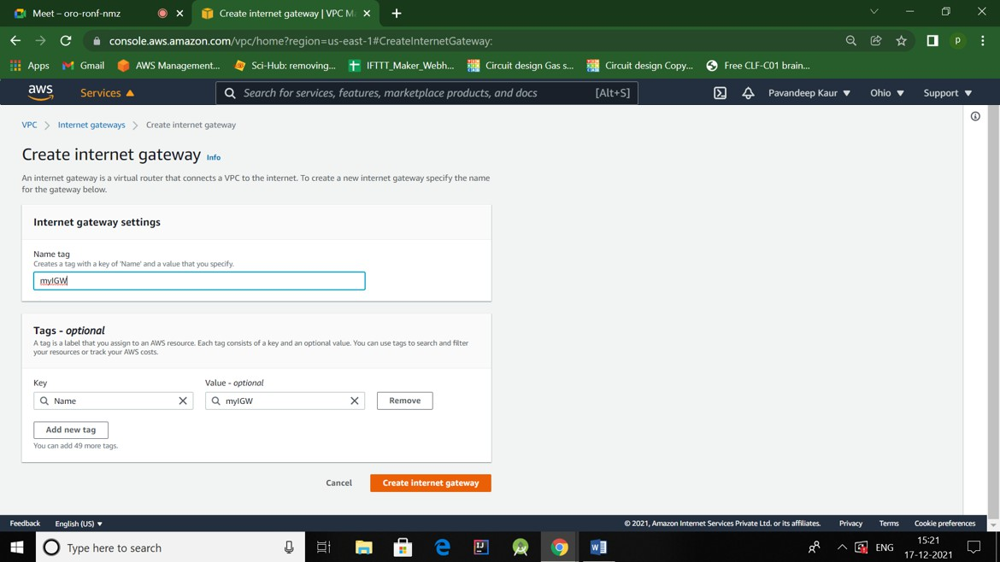 Meet – oro-ronf-nmz
Create internet gateway | VPC Ma
console.aws.amazon.com/vpc/home?region=us-east-1#CreateInternetGateway:
P
Apps
Gmail
AWS Management...
Sci-Hub: removing...
IFTTT_Maker_Webh...
Circuit design Gas s...
Circuit design Copy...
Free CLF-C01 brain...
aws
Services
Search for services, features, marketplace products, and docs
[Alt+S]
Pavandeep Kaur
Ohio
Support
VPC > Internet gateways > Create internet gateway
Create internet gateway Info
An internet gateway is a virtual router that connects a VPC to the internet. To create a new internet gateway specify the name
for the gateway below.
Internet gateway settings
Name tag
Creates a tag with a key of 'Name' and a value that you specify.
myIGW
Tags - optional
A tag is a label that you assign to an AWS resource. Each tag consists of a key and an optional value. You can use tags to search and filter
your resources or track your AWS costs.
Key
Value - optional
Name
myIGW
Remove
Add new tag
You can add 49 more tags.
Cancel
Create internet gateway
Feedback
English (US)
© 2021, Amazon Internet Services Private Ltd. or its affiliates.
Privacy
Terms
Cookie preferences
Type here to search
ENG
15:21
17-12-2021